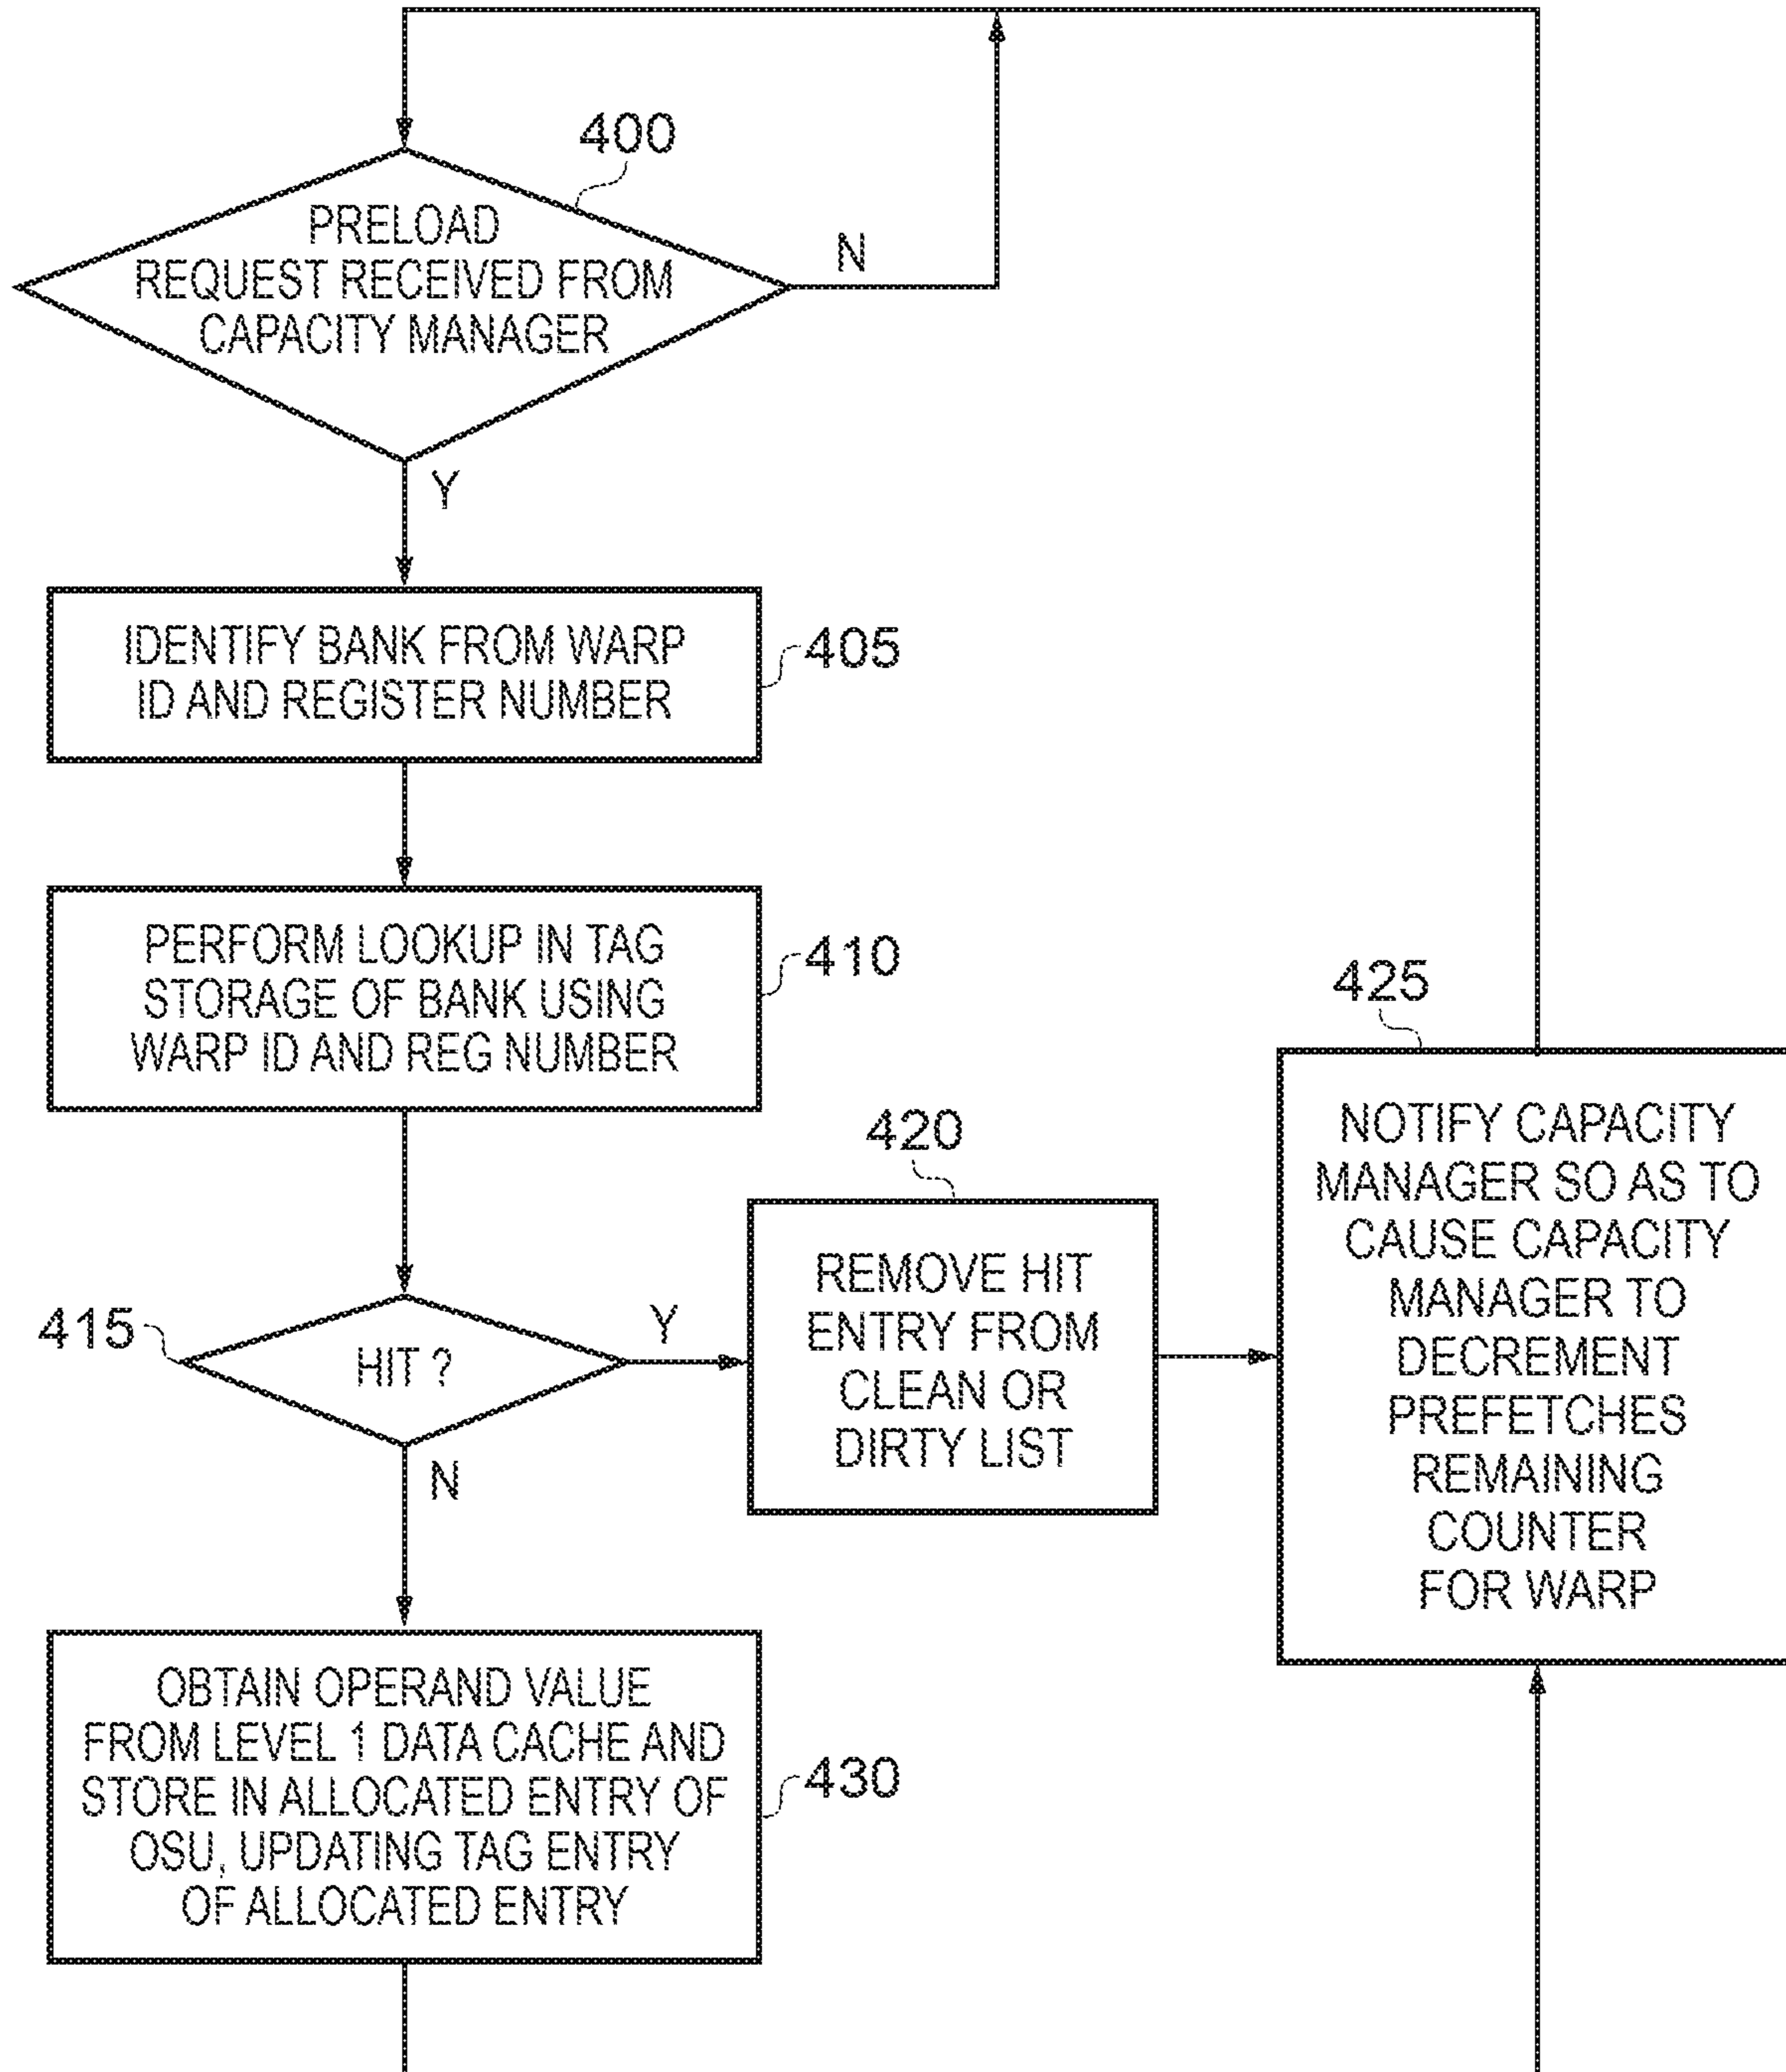 400
PRELOAD
REQUEST RECEIVED FROM
CAPACITY MANAGER
N
Y
IDENTIFY BANK FROM WARP
ID AND REGISTER NUMBER
405
PERFORM LOOKUP IN TAG
STORAGE OF BANK USING
WARP ID AND REG NUMBER
410
415
HIT ?
Y
N
420
REMOVE HIT
ENTRY FROM
CLEAN OR
DIRTY LIST
425
NOTIFY CAPACITY
MANAGER SO AS TO
CAUSE CAPACITY
MANAGER TO
DECREMENT
PREFETCHES
REMAINING
COUNTER
FOR WARP
OBTAIN OPERAND VALUE
FROM LEVEL 1 DATA CACHE AND
STORE IN ALLOCATED ENTRY OF
OSU, UPDATING TAG ENTRY
OF ALLOCATED ENTRY
430